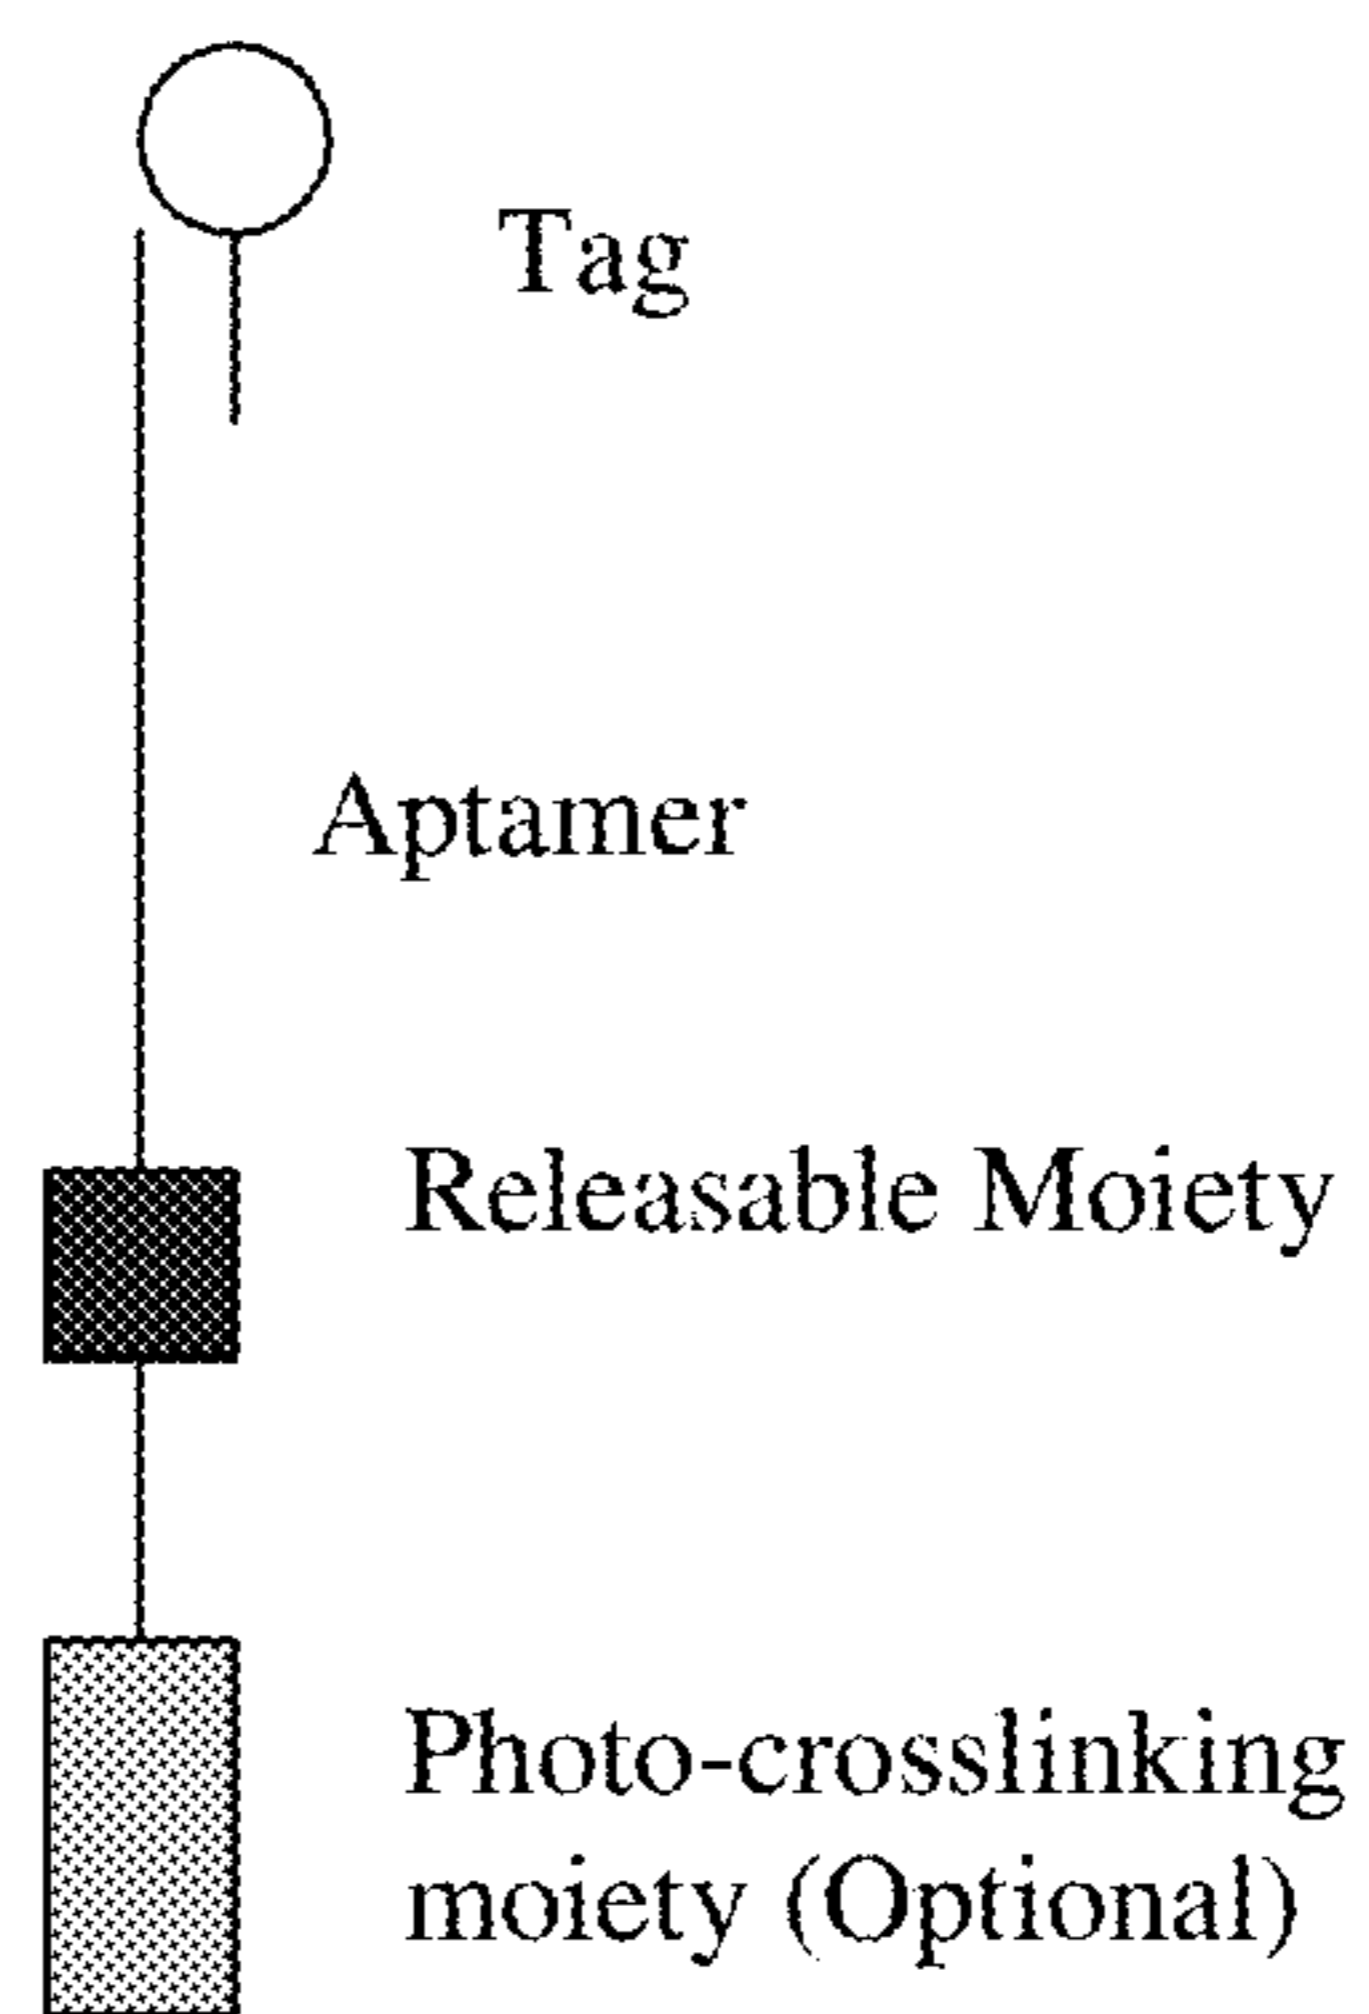 Tag
Aptamer
Releasable Moiety
Photo-crosslinking
moiety (Optional)